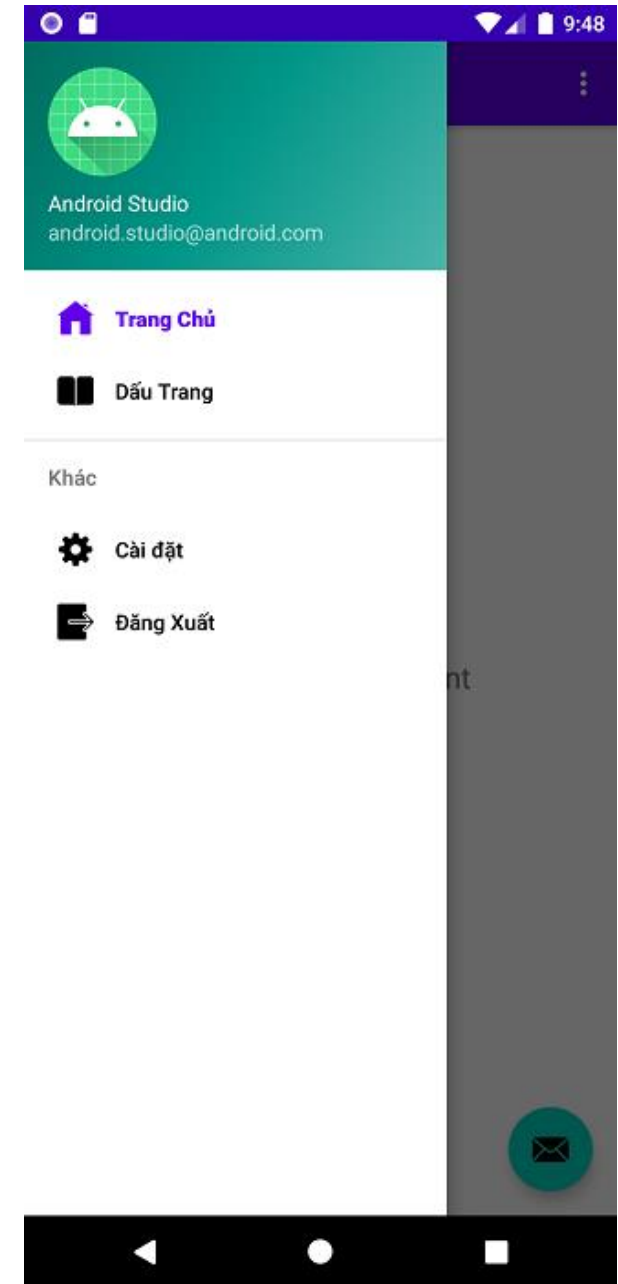 9:48
Android Studio
android.studio@android.com
Trang Chủ
Dấu Trang
Khác
Cài đặt
Đăng Xuất
nt